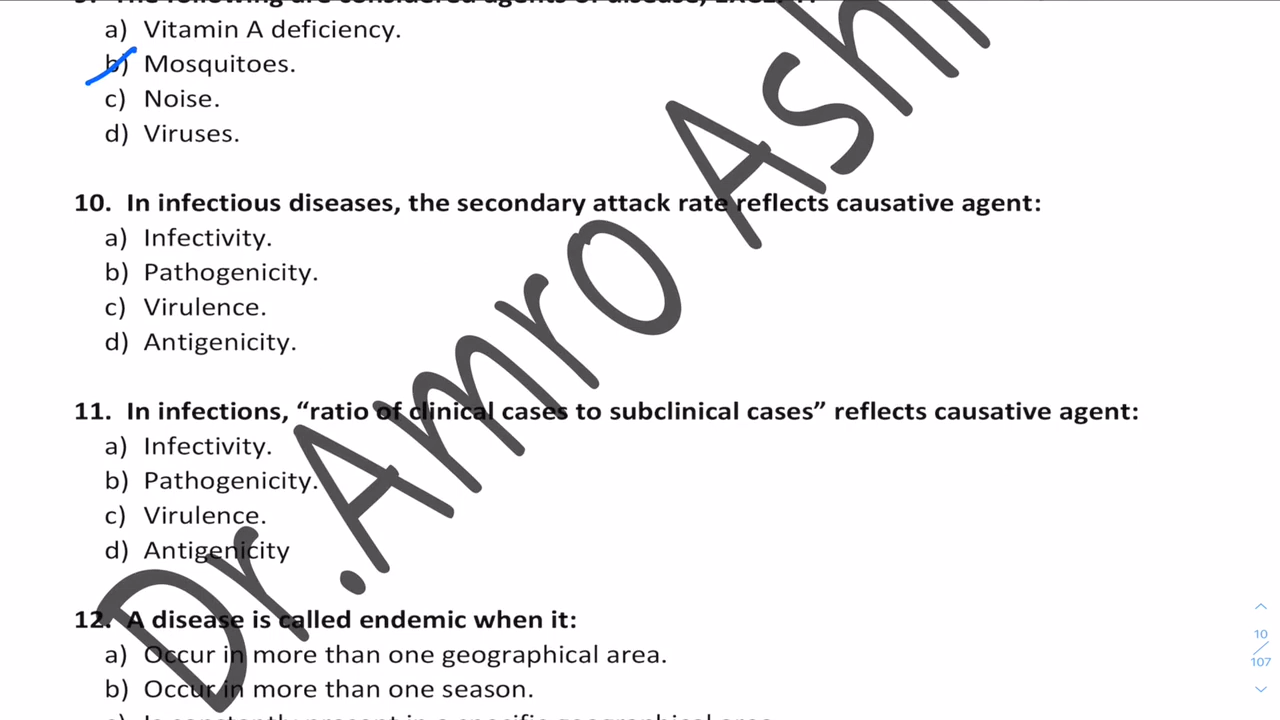 a) Vitamin A deficiency.
b) Mosquitoes.
c) Noise.
d) Viruses.
10. In infectious diseases, the secondary attack rate reflects causative agent:
a) Infectivity.
b) Pathogenicity.
c) Virulence.
d) Antigenicity.
11. In infections, “ratio of clinical cases to subclinical cases” reflects causative agent:
a) Infectivity.
b) Pathogenicity.
c) Virulence.
d) Antigenicity
12. A disease is called endemic when it:
a) Occur in more than one geographical area.
b) Occur in more than one season.
Dr.Amro
10
107